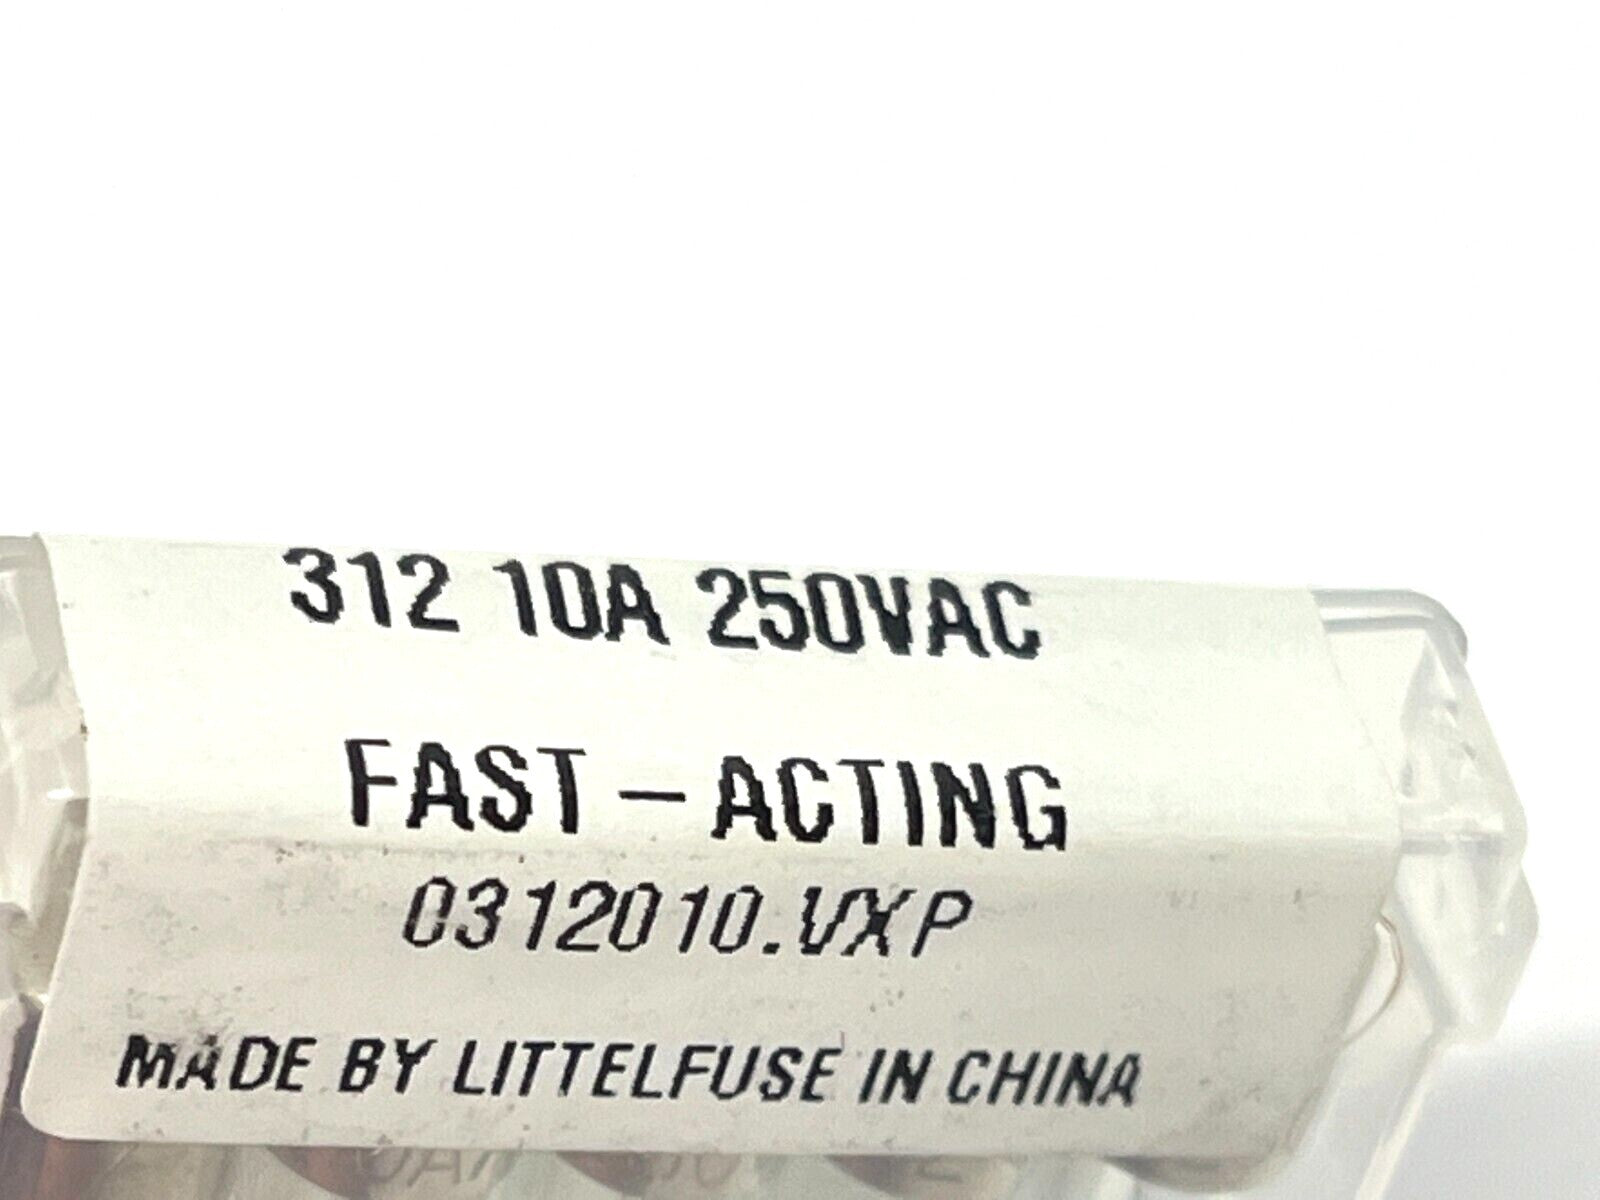 312 10A 250VAC
FAST-ACTING
0312010.VXP
MADE BY LITTELFUSE IN CHINA